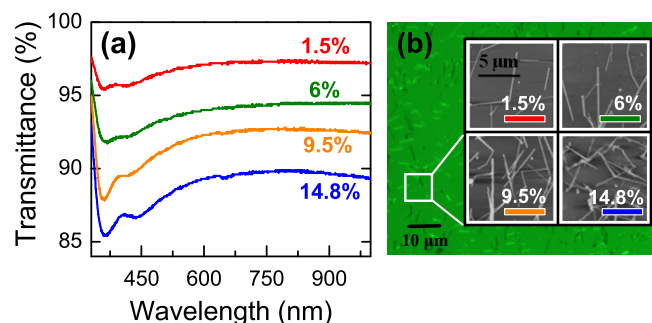 (a)
Transmittance (%)
100
95
90
85
1.5%
6%
9.5%
14.8%
450
600
750
900
Wavelength (nm)
(b)
5 μm
1.5%
6%
9.5%
14.8%
10 μm